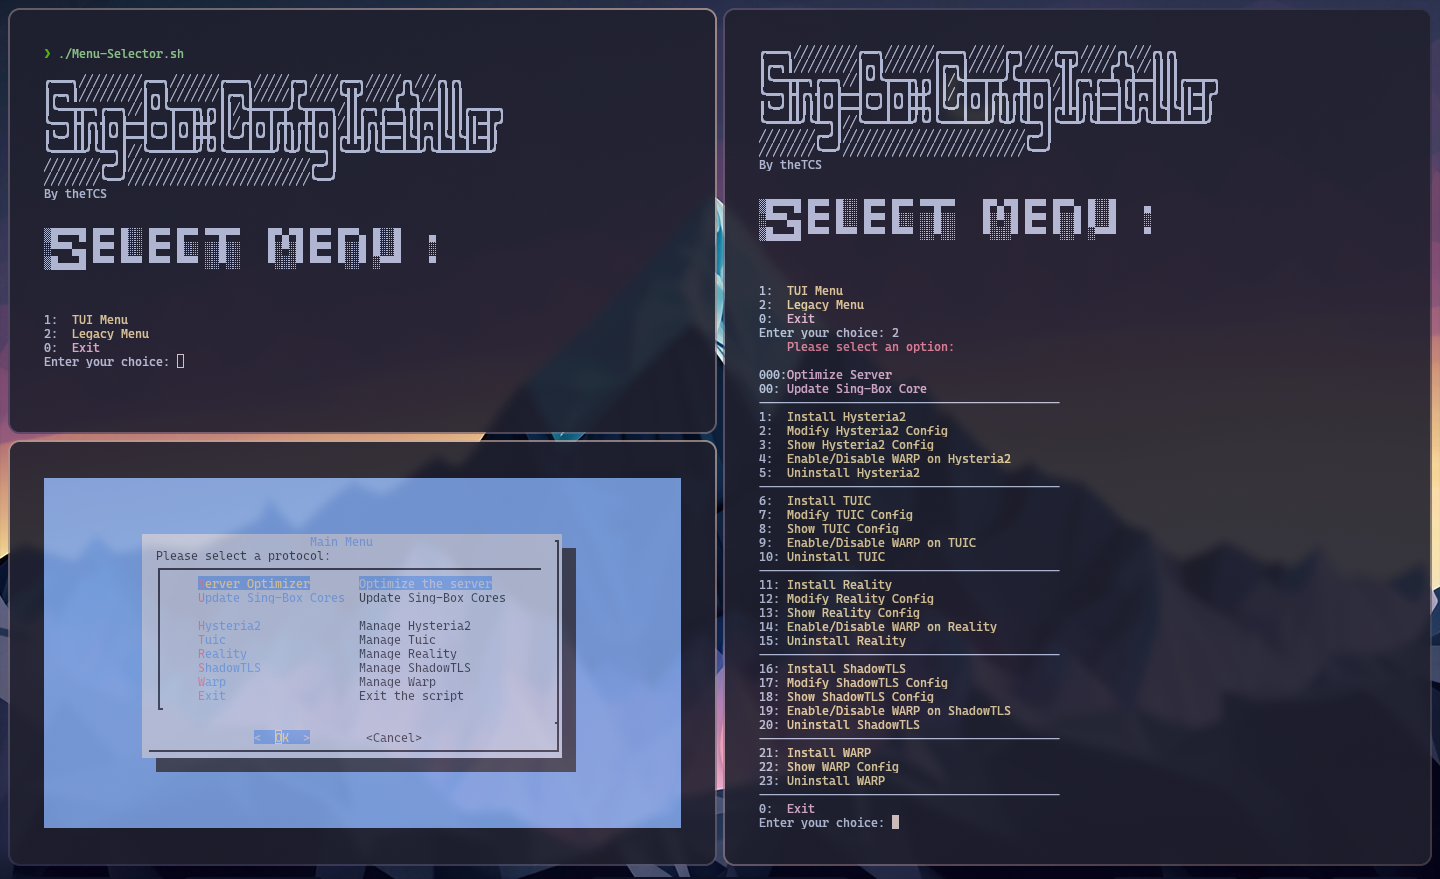 ❯ ./Menu-Selector.sh
Sing-Box Config Installer
By theTCS
SELECT MENU :
1: TUI Menu
2: Legacy Menu
0: Exit
Enter your choice:
Main Menu
Please select a protocol:
Server Optimizer Optimize the server
Update Sing-Box Cores Update Sing-Box Cores
Hysteria2 Manage Hysteria2
Tuic Manage Tuic
Reality Manage Reality
ShadowTLS Manage ShadowTLS
Warp Manage Warp
Exit Exit the script
< OK > <Cancel>
Sing-Box Config Installer
By theTCS
SELECT MENU :
1: TUI Menu
2: Legacy Menu
0: Exit
Enter your choice: 2
Please select an option:
000:Optimize Server
00: Update Sing-Box Core
1: Install Hysteria2
2: Modify Hysteria2 Config
3: Show Hysteria2 Config
4: Enable/Disable WARP on Hysteria2
5: Uninstall Hysteria2
6: Install TUIC
7: Modify TUIC Config
8: Show TUIC Config
9: Enable/Disable WARP on TUIC
10: Uninstall TUIC
11: Install Reality
12: Modify Reality Config
13: Show Reality Config
14: Enable/Disable WARP on Reality
15: Uninstall Reality
16: Install ShadowTLS
17: Modify ShadowTLS Config
18: Show ShadowTLS Config
19: Enable/Disable WARP on ShadowTLS
20: Uninstall ShadowTLS
21: Install WARP
22: Show WARP Config
23: Uninstall WARP
0: Exit
Enter your choice: